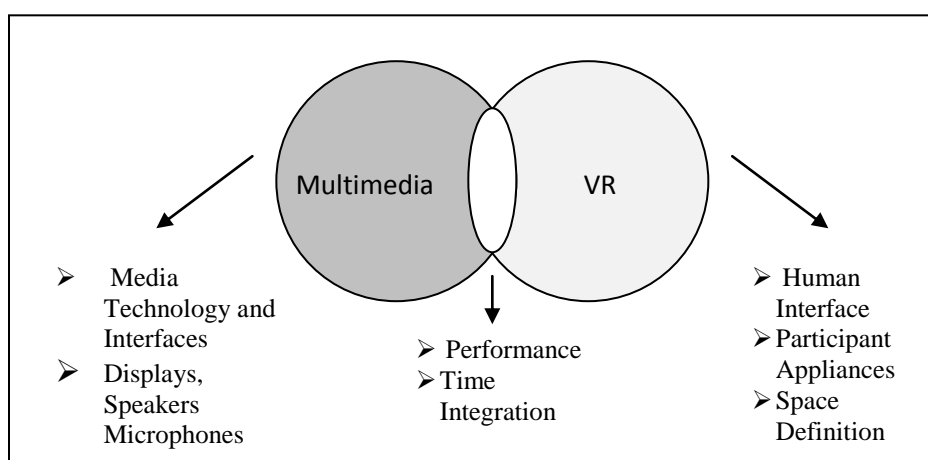 Multimedia
VR
➢ Media
Technology and
Interfaces
➢ Displays,
Speakers
Microphones
➢ Performance
➢ Time
Integration
➢ Human
Interface
➢ Participant
Appliances
➢ Space
Definition